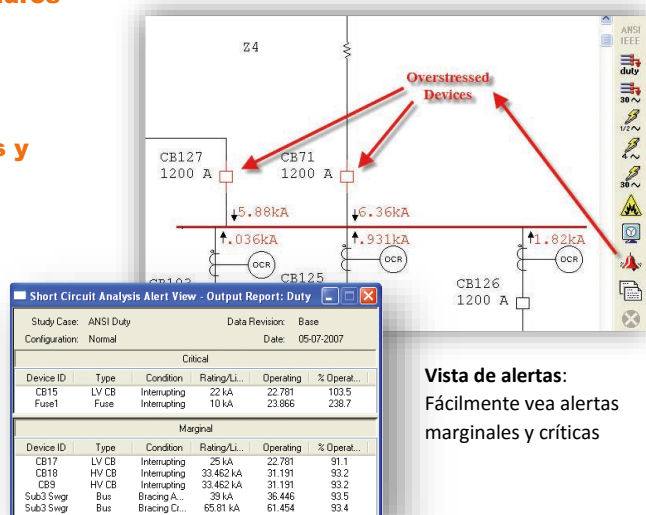 s y
Z4
Overstressed
Devices
CB127
1200 A
CB71
1200 A
5.88kA
6.36kA
.036kA
.931kA
1.82kA
OCR
OCR
OCR
CB125
CB126
1200 A
ANSI
IEEE
duty
30
1/2
4
30
Short Circuit Analysis Alert View - Output Report: Duty
Study Case: ANSI Duty Data Revision: Base
Configuration: Normal Date: 05-07-2007
Critical
Device ID Type Condition Rating/Li... Operating % Operat...
CB15 LV CB Interrupting 22 kA 22.781 103.5
Fuse1 Fuse Interrupting 10 kA 23.866 238.7
Marginal
Device ID Type Condition Rating/Li... Operating % Operat...
CB17 LV CB Interrupting 25 kA 22.781 91.1
CB18 HV CB Interrupting 33.462 kA 31.191 93.2
CB9 HV CB Interrupting 33.462 kA 31.191 93.2
Sub3 Swgr Bus Bracing A... 39 kA 36.446 93.5
Sub3 Swgr Bus Bracing Cr... 65.81 kA 61.454 93.4
Vista de alertas:
Fácilmente vea alertas
marginales y críticas